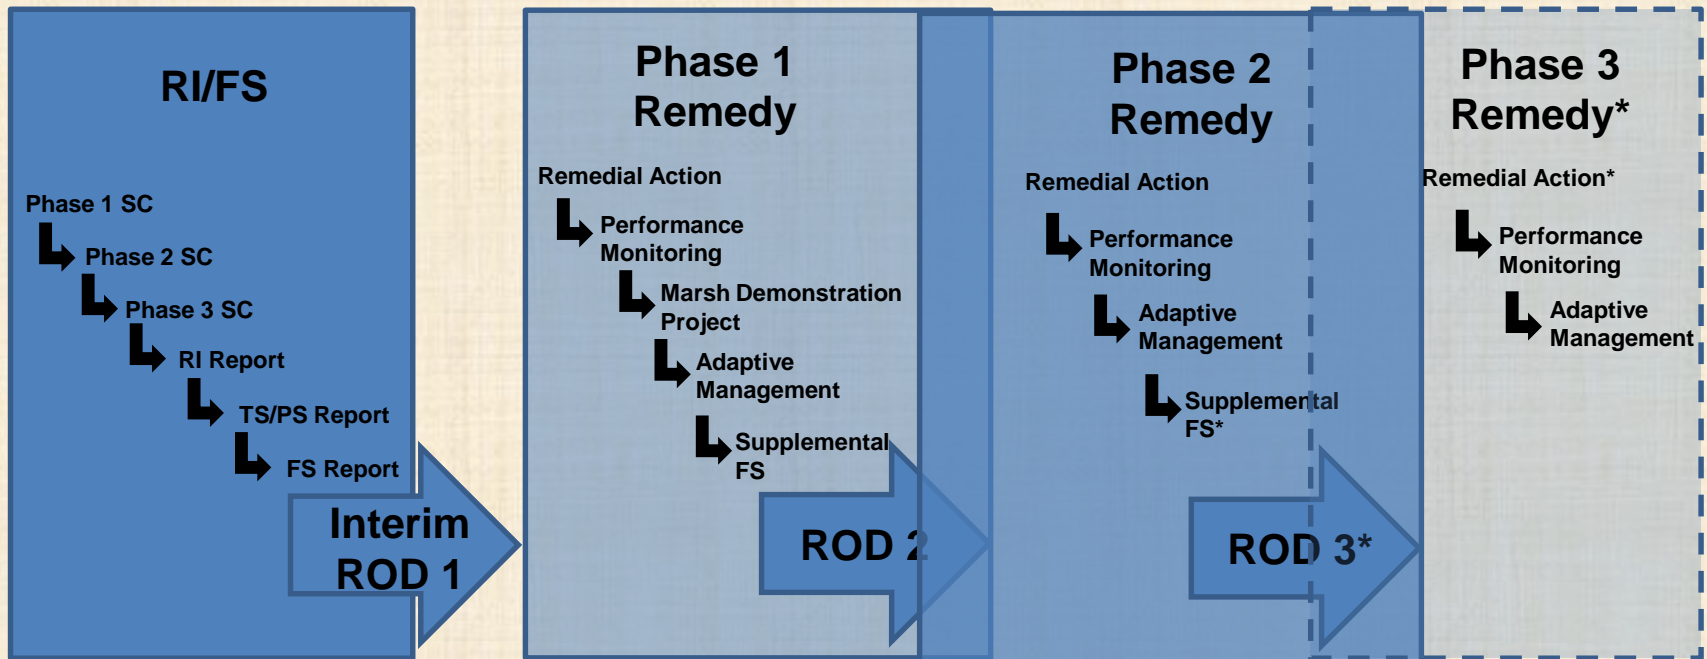 RI/FS
Phase 1 SC
Phase 2 SC
Phase 3 SC
RI Report
TS/PS Report
FS Report
Interim
ROD 1
Phase 1
Remedy
Remedial Action
Performance
Monitoring
Marsh Demonstration
Project
Adaptive
Management
Supplemental
FS
ROD 2
Phase 2
Remedy
Remedial Action
Performance
Monitoring
Adaptive
Management
Supplemental
FS*
ROD 3*
Phase 3
Remedy*
Remedial Action*
Performance
Monitoring
Adaptive
Management